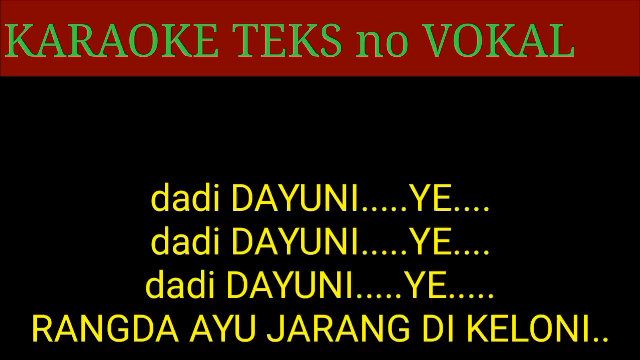 KARAOKE TEKS no VOKAL
dadi DAYUNI.....YE....
dadi DAYUNI.....YE....
dadi DAYUNI.....YE.....
RANGDA AYU JARANG DI KELONI..